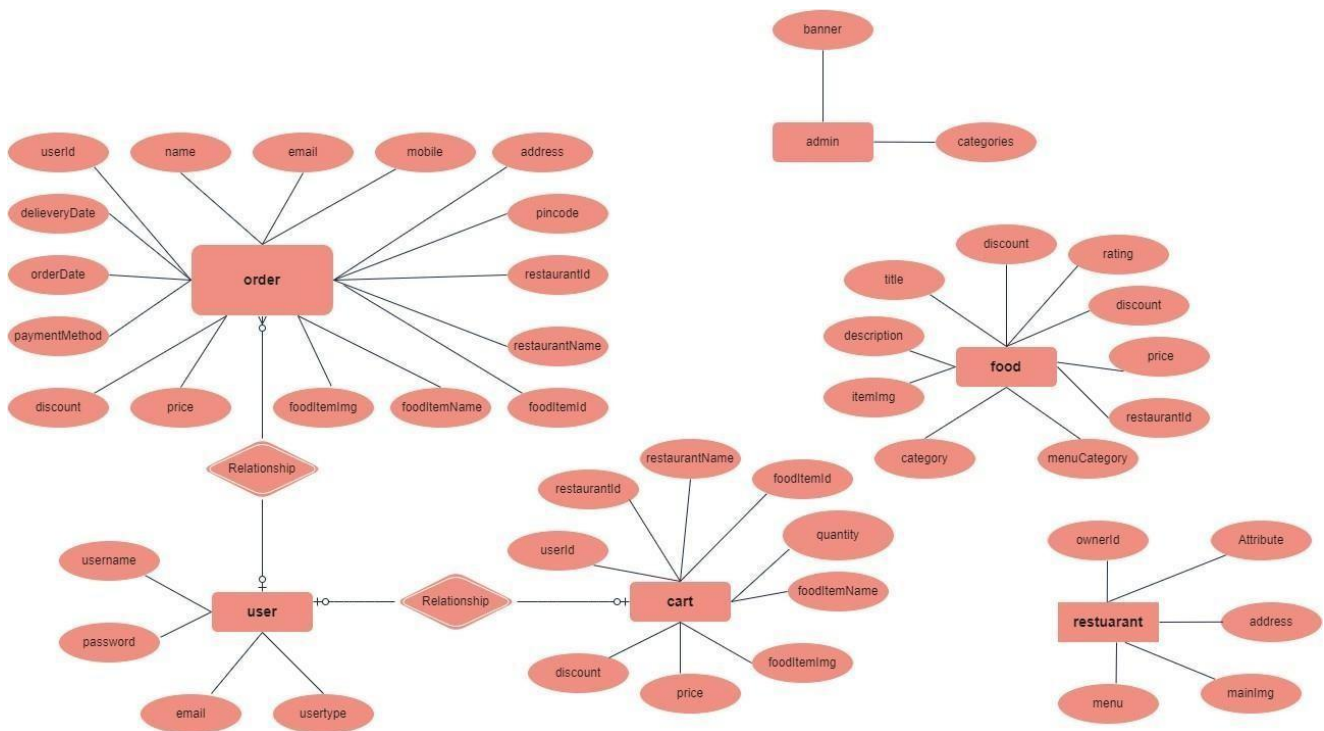 banner
admin
categories
userId
name
email
mobile
address
delieveryDate
pincode
orderDate
order
restaurantId
paymentMethod
restaurantName
discount
price
foodItemImg
foodItemName
foodItemId
Relationship
discount
rating
title
discount
description
food
price
itemImg
restaurantId
category
menuCategory
restaurantName
restaurantId
foodItemId
userId
quantity
cart
foodItemName
discount
price
foodItemImg
Relationship
username
user
password
email
usertype
ownerId
Attribute
restuarant
address
menu
mainImg